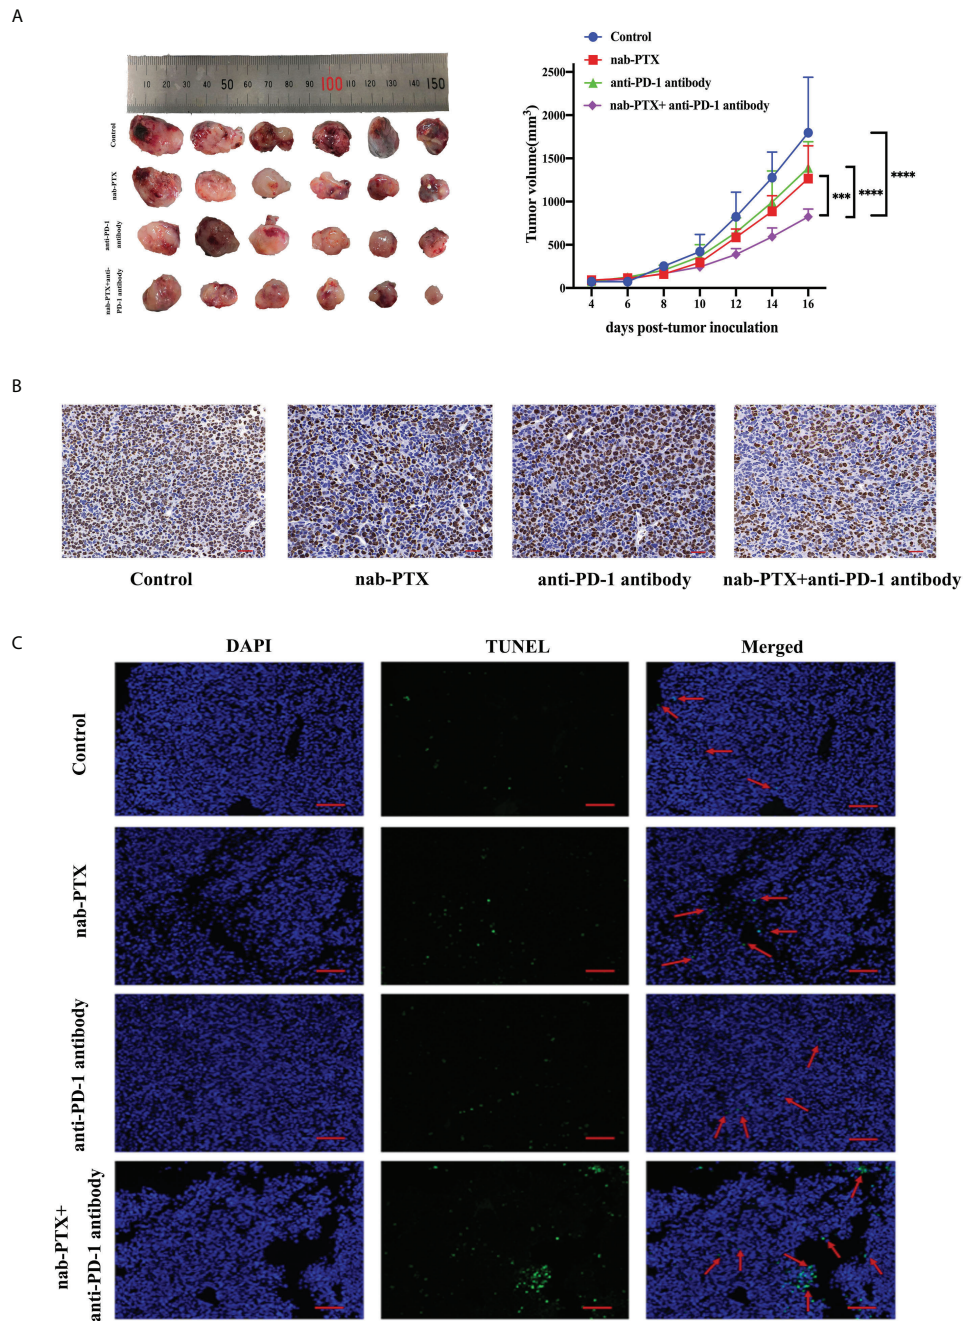 A
10 20 30 40 50 60 70 80 90 100 110 120 130 140 150
Control
nab-PTX
anti-PD-1
antibody
nab-PTX+anti-
PD-1 antibody
Control
nab-PTX
anti-PD-1 antibody
nab-PTX+ anti-PD-1 antibody
Tumor volume(mm³)
2500
2000
1500
1000
500
0
4 6 8 10 12 14 16
days post-tumor inoculation
*** **** ****
B
Control
nab-PTX
anti-PD-1 antibody
nab-PTX+anti-PD-1 antibody
C
DAPI
TUNEL
Merged
Control
nab-PTX
anti-PD-1 antibody
nab-PTX+
anti-PD-1 antibody